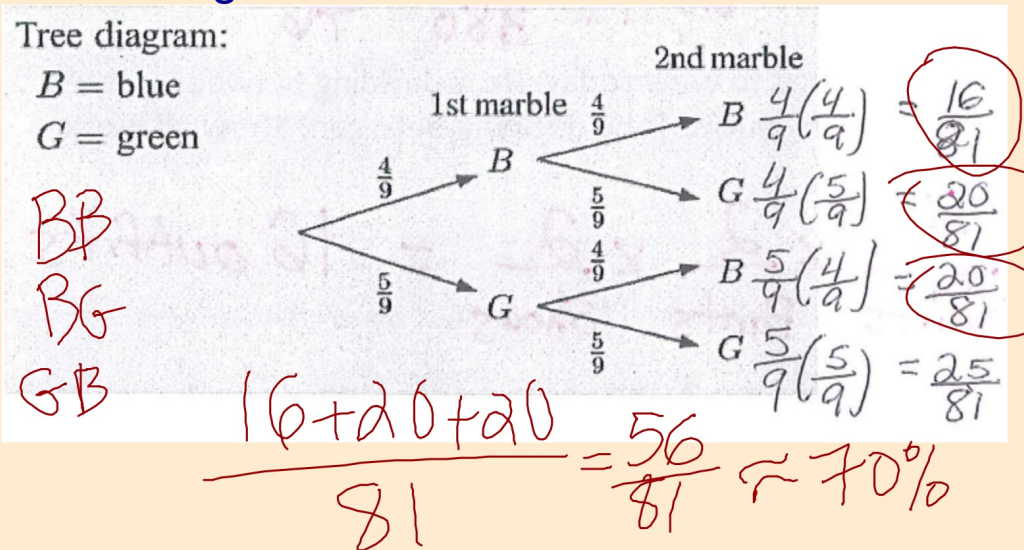 Tree diagram:
B = blue
G = green
1st marble
2nd marble
4/9
B
4/9
B 4/9(4/9) = 16/81
5/9
G 4/9(5/9) = 20/81
5/9
G
4/9
B 5/9(4/9) = 20/81
5/9
G 5/9(5/9) = 25/81
BB
BG
GB
16+20+20/81 = 56/81 ≈ 70%